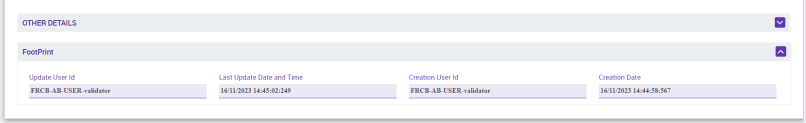 OTHER DETAILS
FootPrint
Update User Id
Last Update Date and Time
Creation User Id
Creation Date
FRCB-AB-USER-validator
16/11/2023 14:45:02:249
FRCB-AB-USER-validator
16/11/2023 14:44:58:567